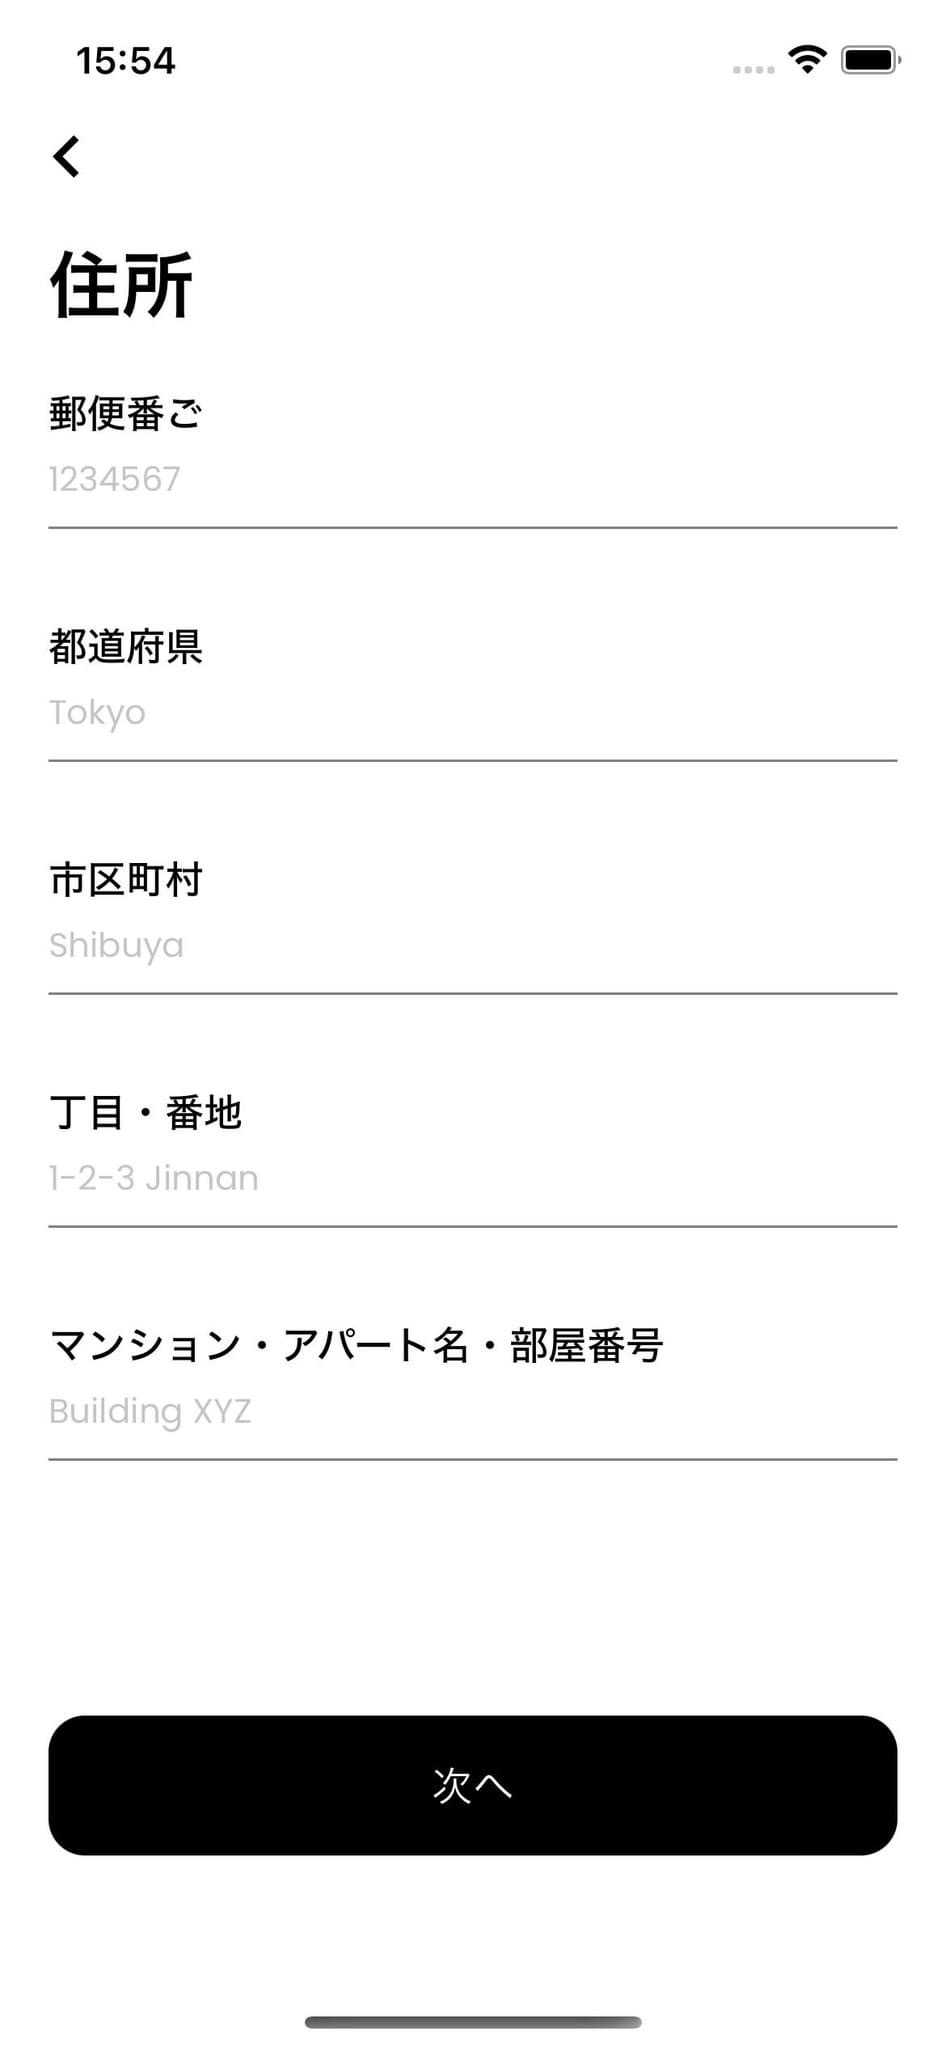 15:54
住所
郵便番ご
1234567
都道府県
Tokyo
市区町村
Shibuya
丁目・番地
1-2-3 Jinnan
マンション・アパート名・部屋番号
Building XYZ
次へ